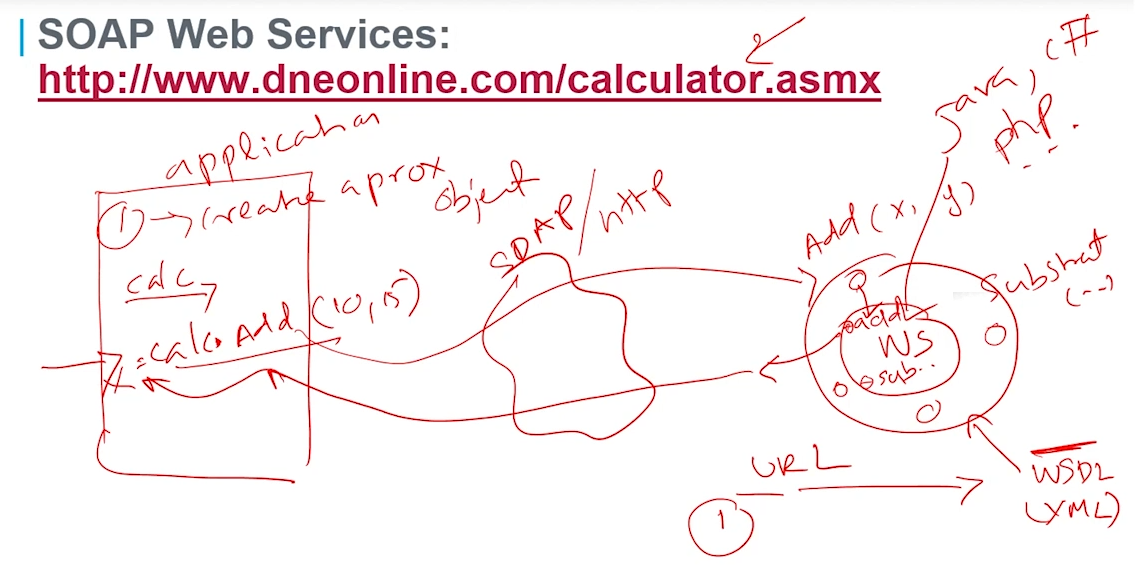 SOAP Web Services:
http://www.dneonline.com/calculator.asmx
Java, C#
php.
application
① → create a prox
object
SOAP/http
Add(x, y)
Substrat
(--)
calc
Z = calc. Add (10,15)
add
WS
sub..
URL
①
WSDL
(XML)